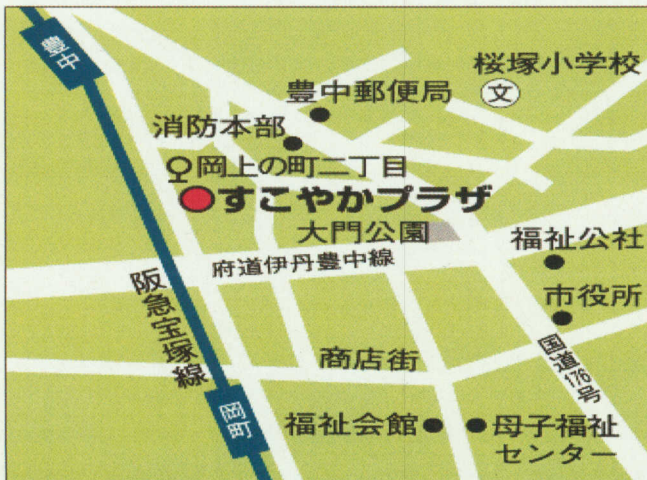 豊中
桜塚小学校
文
豊中郵便局
消防本部
岡上の町二丁目
すこやかプラザ
大門公園
福祉公社
府道伊丹豊中線
市役所
阪急宝塚線
国道176号
商店街
岡町
福祉会館
母子福祉
センター